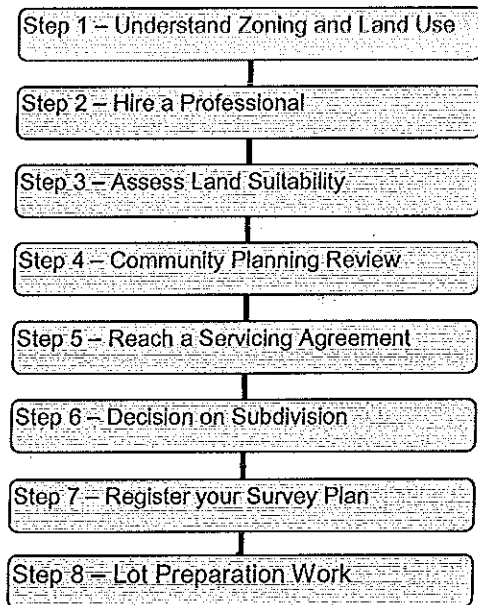 Step 1 – Understand Zoning and Land Use
Step 2 – Hire a Professional
Step 3 – Assess Land Suitability
Step 4 – Community Planning Review
Step 5 – Reach a Servicing Agreement
Step 6 – Decision on Subdivision
Step 7 – Register your Survey Plan
Step 8 – Lot Preparation Work